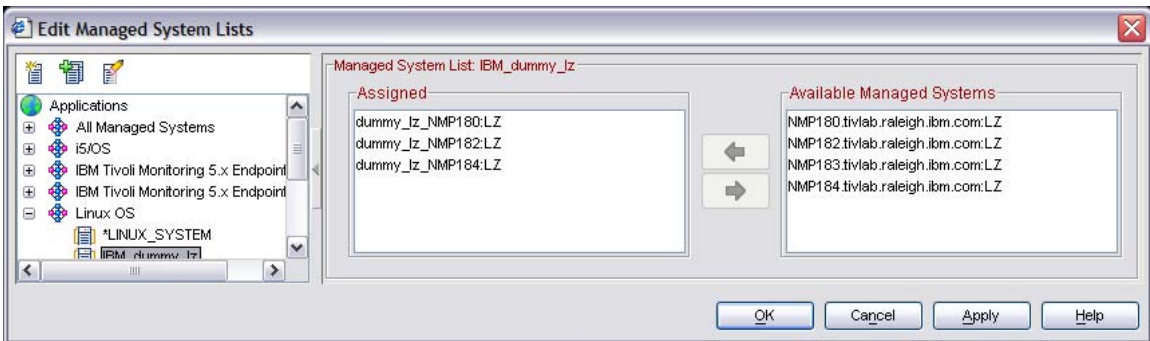 Edit Managed System Lists
Applications
All Managed Systems
i5/OS
IBM Tivoli Monitoring 5.x Endpoint
IBM Tivoli Monitoring 5.x Endpoint
Linux OS
*LINUX_SYSTEM
IBM_dummy_lz
Managed System List: IBM_dummy_lz
Assigned
dummy_lz_NMP180:LZ
dummy_lz_NMP182:LZ
dummy_lz_NMP184:LZ
Available Managed Systems
NMP180.tivlab.raleigh.ibm.com:LZ
NMP182.tivlab.raleigh.ibm.com:LZ
NMP183.tivlab.raleigh.ibm.com:LZ
NMP184.tivlab.raleigh.ibm.com:LZ
OK
Cancel
Apply
Help